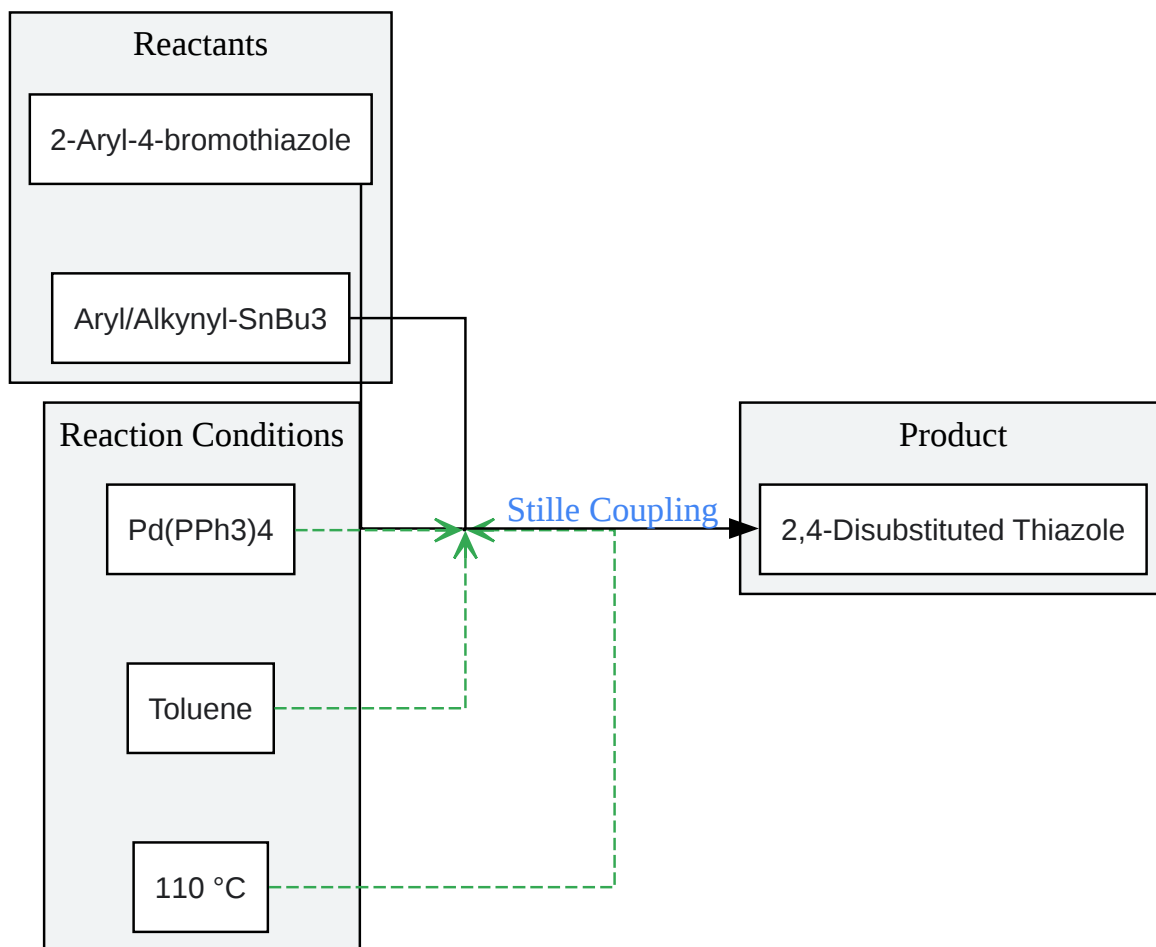 Reactants
2-Aryl-4-bromothiazole
Aryl/Alkynyl-SnBu3
Reaction Conditions
Pd(PPh3)4
Toluene
110 °C
Stille Coupling
Product
2,4-Disubstituted Thiazole